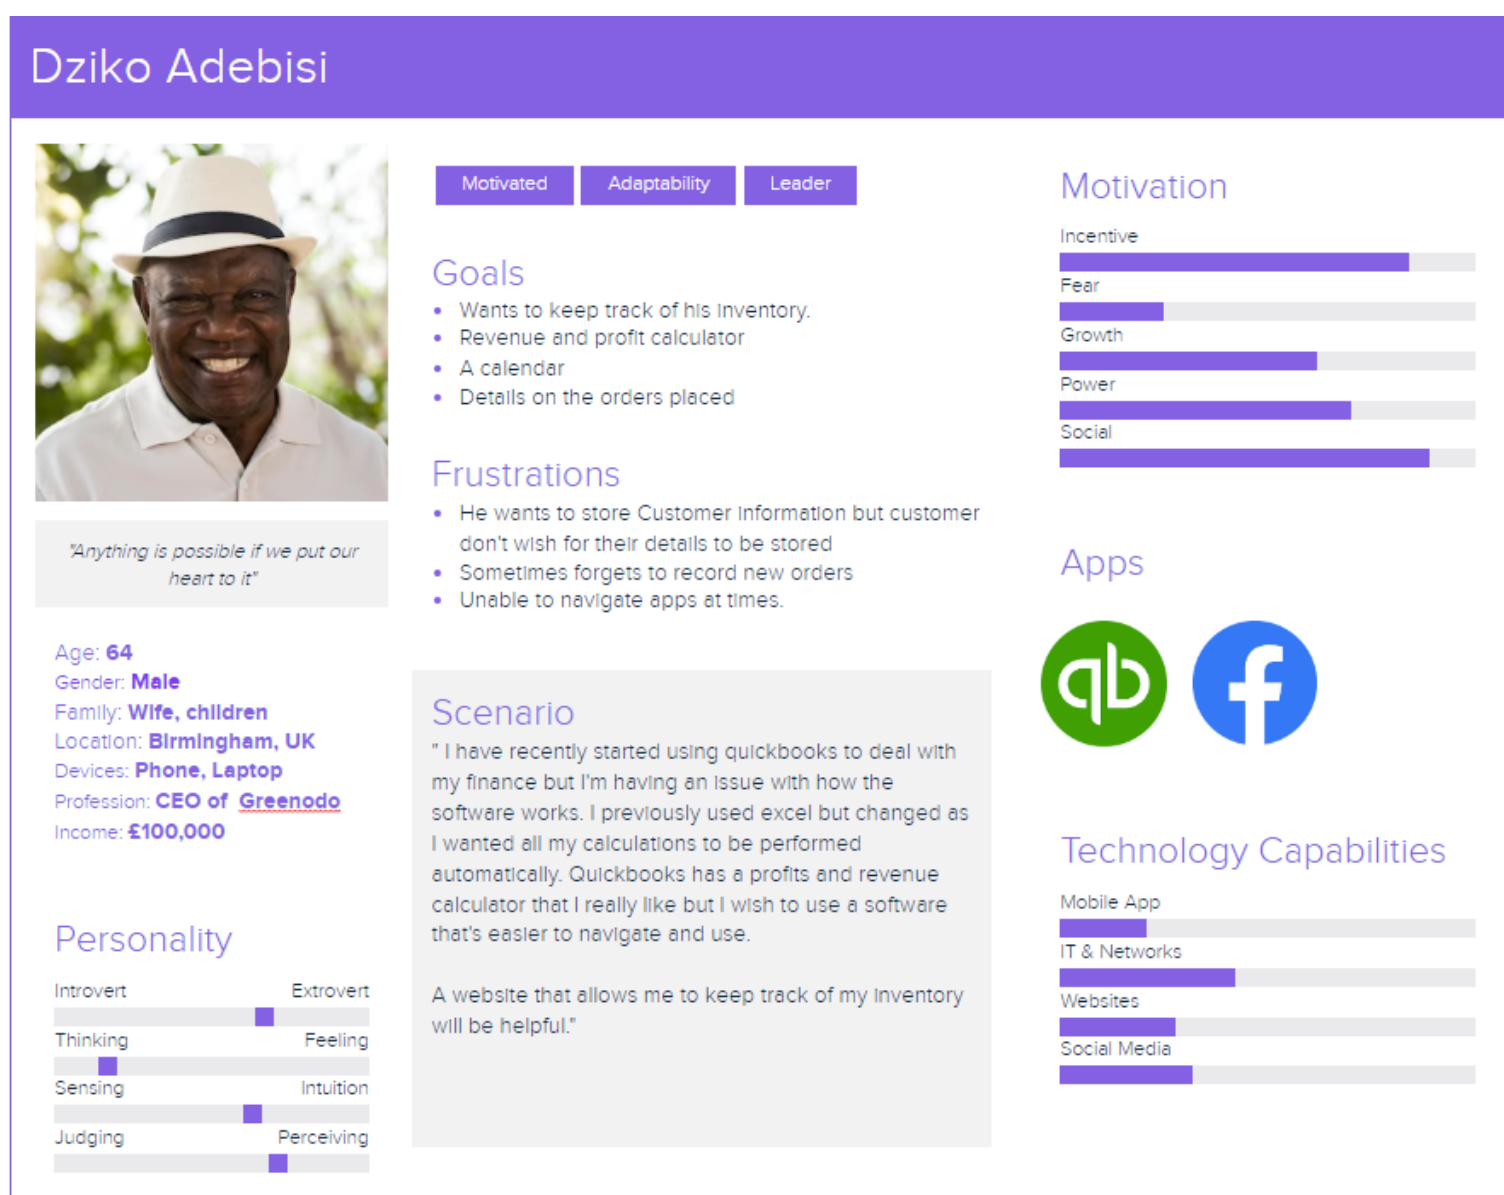 Dziko Adebisi
"Anything is possible if we put our
heart to it"
Age: 64
Gender: Male
Family: Wife, children
Location: Birmingham, UK
Devices: Phone, Laptop
Profession: CEO of Greenodo
Income: £100,000
Personality
Introvert Extrovert
Thinking Feeling
Sensing Intuition
Judging Perceiving
Motivated Adaptability Leader
Goals
• Wants to keep track of his inventory.
• Revenue and profit calculator
• A calendar
• Details on the orders placed
Frustrations
• He wants to store Customer information but customer
don't wish for their details to be stored
• Sometimes forgets to record new orders
• Unable to navigate apps at times.
Scenario
" I have recently started using quickbooks to deal with
my finance but I'm having an issue with how the
software works. I previously used excel but changed as
I wanted all my calculations to be performed
automatically. Quickbooks has a profits and revenue
calculator that I really like but I wish to use a software
that's easier to navigate and use.
A website that allows me to keep track of my inventory
will be helpful."
Motivation
Incentive
Fear
Growth
Power
Social
Apps
qb f
Technology Capabilities
Mobile App
IT & Networks
Websites
Social Media